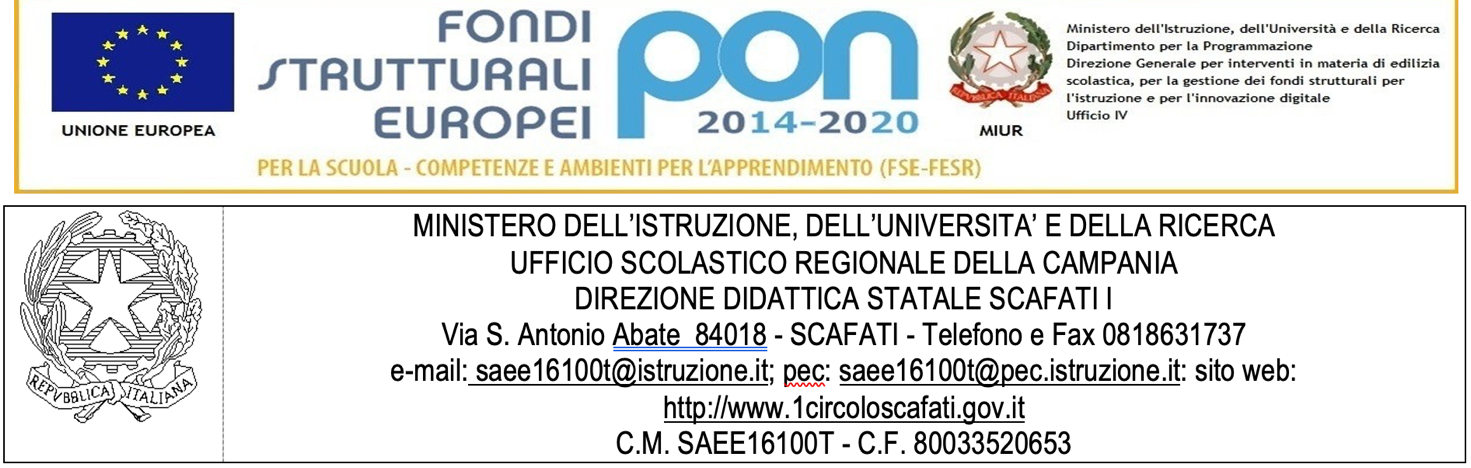 FONDI
STRUTTURALI
EUROPEI
pon
2014-2020
UNIONE EUROPEA
MIUR
REPVBBLICA ITALIANA
Ministero dell'Istruzione, dell'Università e della Ricerca
Dipartimento per la Programmazione
Direzione Generale per interventi in materia di edilizia
scolastica, per la gestione dei fondi strutturali per
l'istruzione e per l'innovazione digitale
Ufficio IV
PER LA SCUOLA - COMPETENZE E AMBIENTI PER L'APPRENDIMENTO (FSE-FESR)
REPVBBLICA ITALIANA
MINISTERO DELL'ISTRUZIONE, DELL'UNIVERSITA' E DELLA RICERCA
UFFICIO SCOLASTICO REGIONALE DELLA CAMPANIA
DIREZIONE DIDATTICA STATALE SCAFATI I
Via S. Antonio Abate 84018 - SCAFATI - Telefono e Fax 0818631737
e-mail: saee16100t@istruzione.it; pec: saee16100t@pec.istruzione.it: sito web:
http://www.1circoloscafati.gov.it
C.M. SAEE16100T - C.F. 80033520653